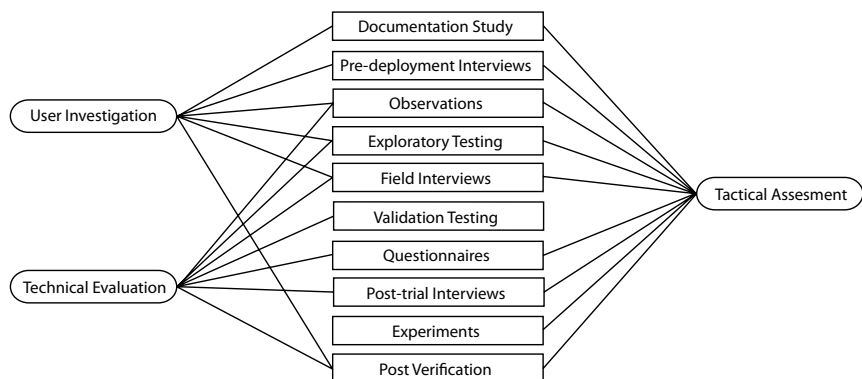 Documentation Study
Pre-deployment Interviews
Observations
User Investigation
Exploratory Testing
Field Interviews
Tactical Assesment
Validation Testing
Questionnaires
Technical Evaluation
Post-trial Interviews
Experiments
Post Verification